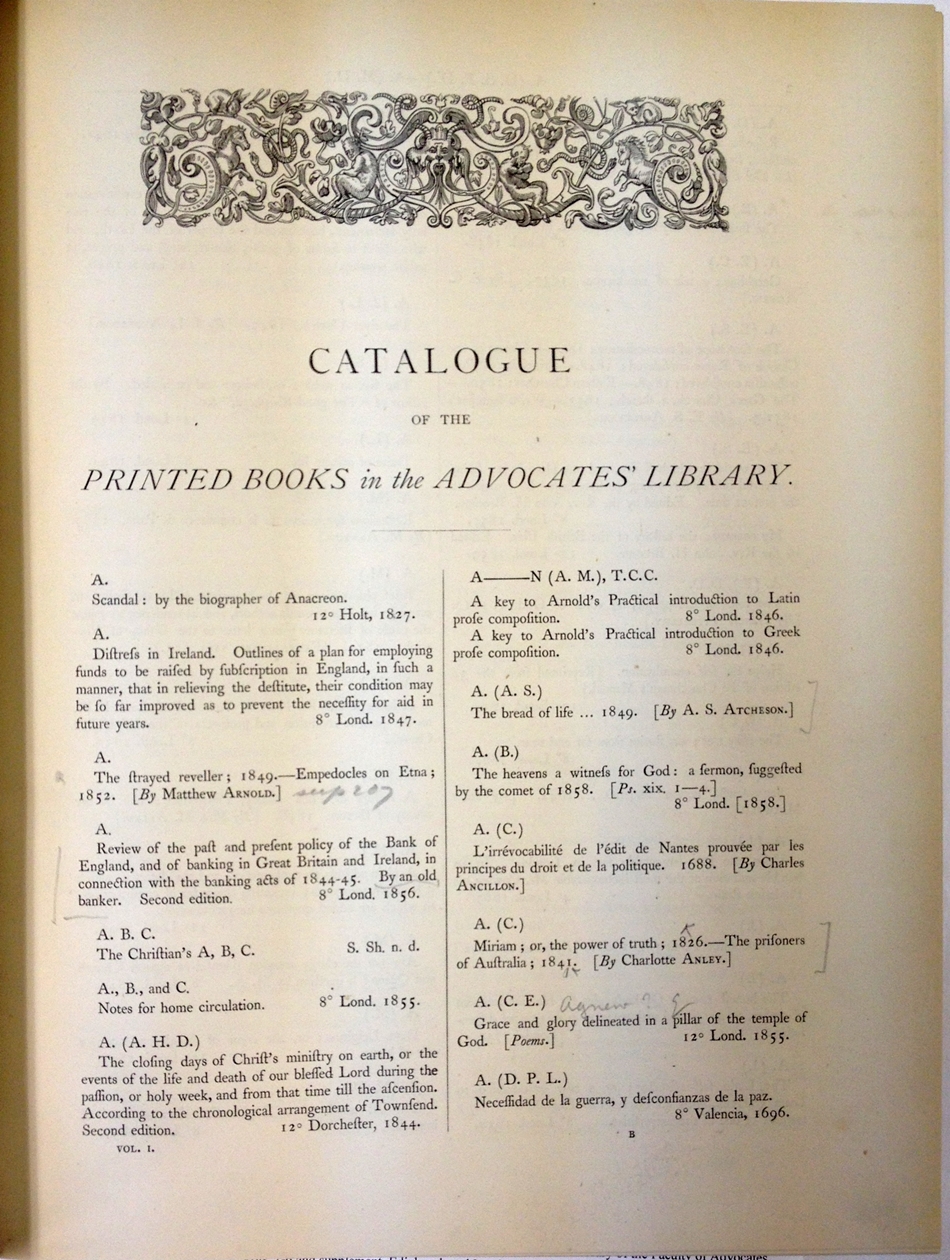 CATALOGUE
OF THE
PRINTED BOOKS in the ADVOCATES' LIBRARY.
A.
Scandal : by the biographer of Anacreon.
12° Holt, 1827.
A.
Diſtreſs in Ireland. Outlines of a plan for employing
funds to be raiſed by ſubſcription in England, in ſuch a
manner, that in relieving the deſtitute, their condition may
be ſo far improved as to prevent the neceſſity for aid in
future years. 8° Lond. 1847.
A.
The ſtrayed reveller ; 1849.—Empedocles on Etna ;
1852. [By Matthew ARNOLD.] sup 207
A.
Review of the paſt and preſent policy of the Bank of
England, and of banking in Great Britain and Ireland, in
connection with the banking acts of 1844-45. By an old
banker. Second edition. 8° Lond. 1856.
A. B. C.
The Chriſtian's A, B, C. S. Sh. n. d.
A., B., and C.
Notes for home circulation. 8° Lond. 1855.
A. (A. H. D.)
The cloſing days of Chriſt's miniſtry on earth, or the
events of the life and death of our bleſſed Lord during the
paſſion, or holy week, and from that time till the aſcenſion.
According to the chronological arrangement of Townſend.
Second edition. 12° Dorcheſter, 1844.
VOL. I.
A———N (A. M.), T.C.C.
A key to Arnold's Practical introduction to Latin
proſe compoſition. 8° Lond. 1846.
A key to Arnold's Practical introduction to Greek
proſe compoſition. 8° Lond. 1846.
A. (A. S.)
The bread of life ... 1849. [By A. S. ATCHESON.]
A. (B.)
The heavens a witneſs for God : a ſermon, ſuggeſted
by the comet of 1858. [Ps. xix. 1—4.]
8° Lond. [1858.]
A. (C.)
L'irrévocabilité de l'édit de Nantes prouvée par les
principes du droit et de la politique. 1688. [By Charles
ANCILLON.]
A. (C.)
Miriam ; or, the power of truth ; 1826.—The priſoners
of Auſtralia ; 1841. [By Charlotte ANLEY.]
A. (C. E.) Agnew ?
Grace and glory delineated in a pillar of the temple of
God. [Poems.] 12° Lond. 1855.
A. (D. P. L.)
Neceſſidad de la guerra, y deſconfianzas de la paz.
8° Valencia, 1696.
B